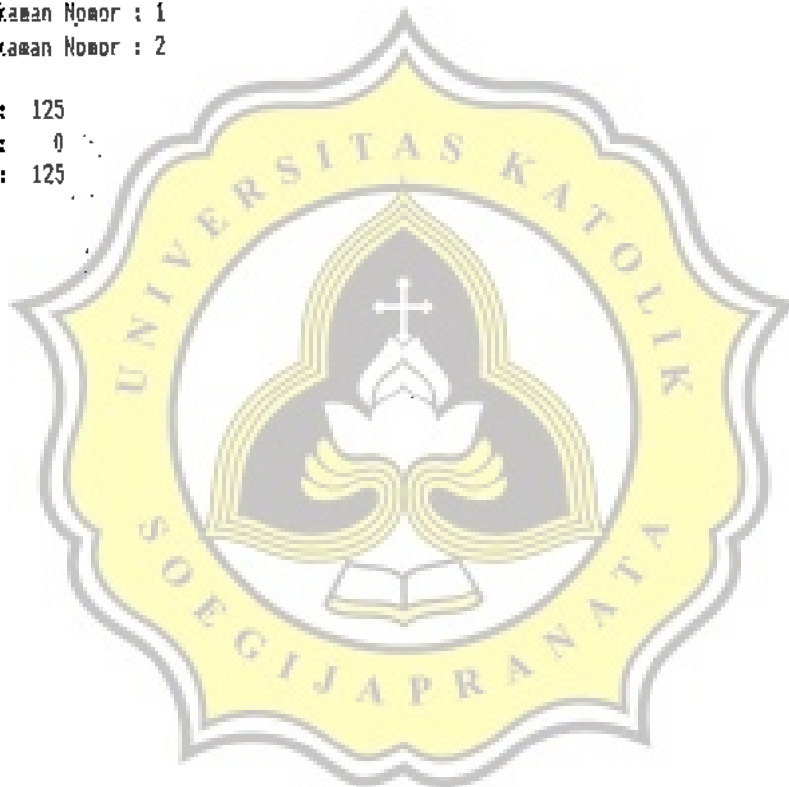 kaman Nomor : 1
kaman Nomor : 2
: 125
: 0
: 125
UNIVERSITAS KATOLIK
SOEGIJAPRANATA